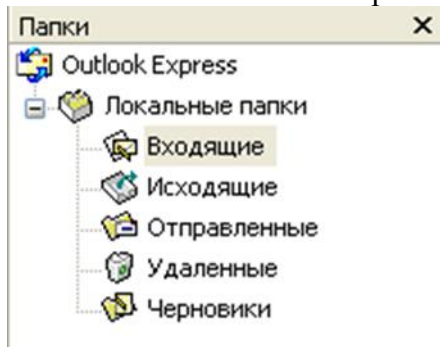 Папки
Outlook Express
Локальные папки
Входящие
Исходящие
Отправленные
Удаленные
Черновики